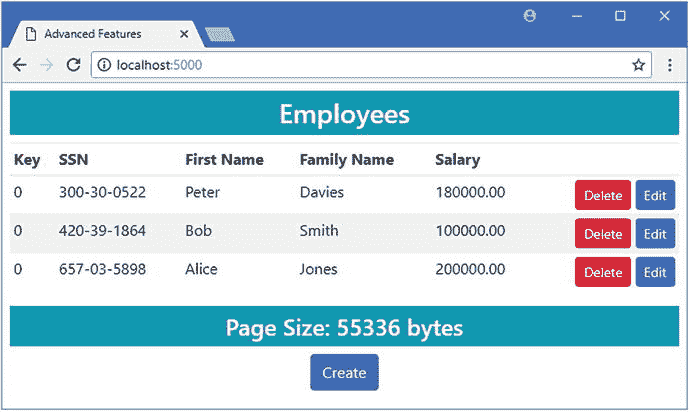 Advanced Features
localhost:5000
Employees
Key SSN First Name Family Name Salary
0 300-30-0522 Peter Davies 180000.00 Delete Edit
0 420-39-1864 Bob Smith 100000.00 Delete Edit
0 657-03-5898 Alice Jones 200000.00 Delete Edit
Page Size: 55336 bytes
Create